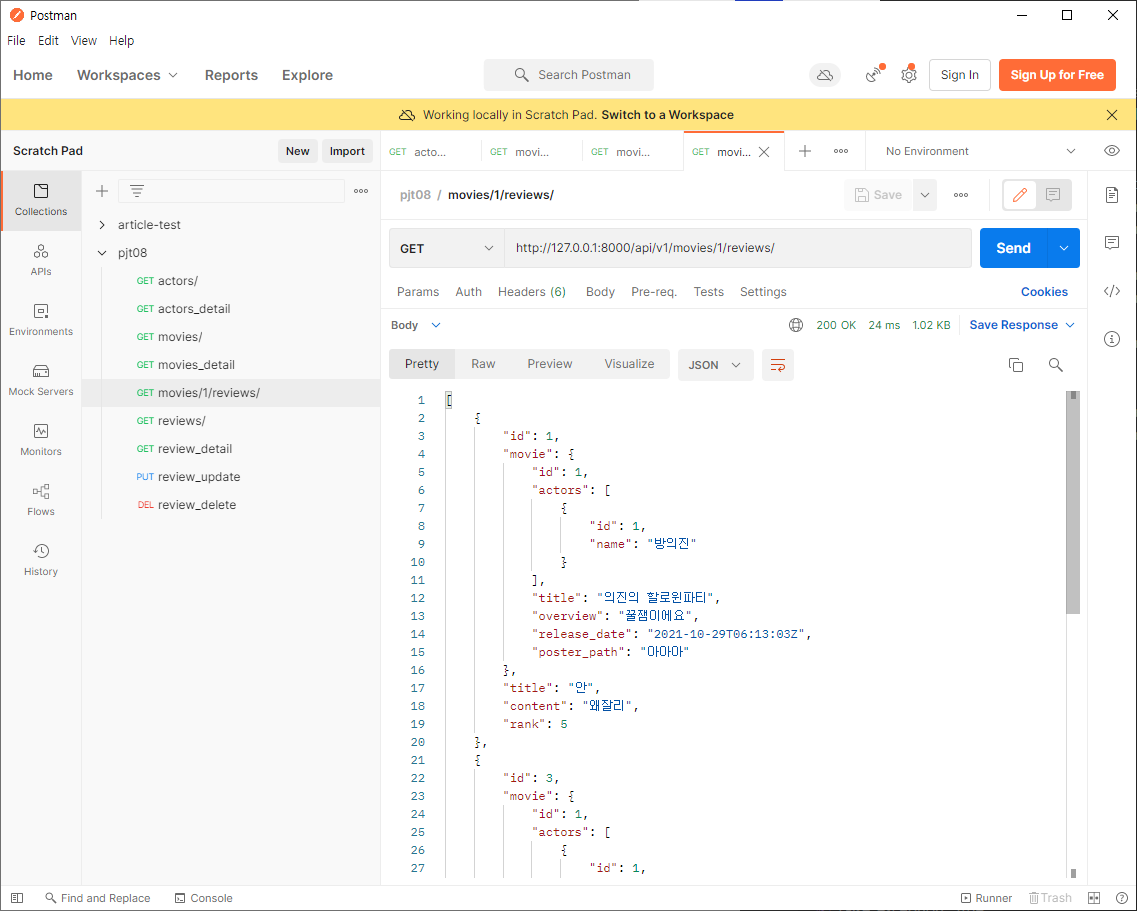 Postman
File Edit View Help
Home Workspaces Reports Explore Search Postman Sign In Sign Up for Free
Working locally in Scratch Pad. Switch to a Workspace
Scratch Pad New Import
GET acto... GET movi... GET movi... GET movi... No Environment
Collections
APIs
Environments
Mock Servers
Monitors
Flows
History
article-test
pjt08
GET actors/
GET actors_detail
GET movies/
GET movies_detail
GET movies/1/reviews/
GET reviews/
GET review_detail
PUT review_update
DEL review_delete
pjt08 / movies/1/reviews/ Save
GET http://127.0.0.1:8000/api/v1/movies/1/reviews/ Send
Params Auth Headers (6) Body Pre-req. Tests Settings Cookies
Body 200 OK 24 ms 1.02 KB Save Response
Pretty Raw Preview Visualize JSON
1 [
2 {
3 "id": 1,
4 "movie": {
5 "id": 1,
6 "actors": [
7 {
8 "id": 1,
9 "name": "방의진"
10 }
11 ],
12 "title": "의진의 할로윈파티",
13 "overview": "꿀잼이에요",
14 "release_date": "2021-10-29T06:13:03Z",
15 "poster_path": "아아아"
16 },
17 "title": "안",
18 "content": "왜잘리",
19 "rank": 5
20 },
21 {
22 "id": 3,
23 "movie": {
24 "id": 1,
25 "actors": [
26 {
27 "id": 1,
Find and Replace Console Runner Trash